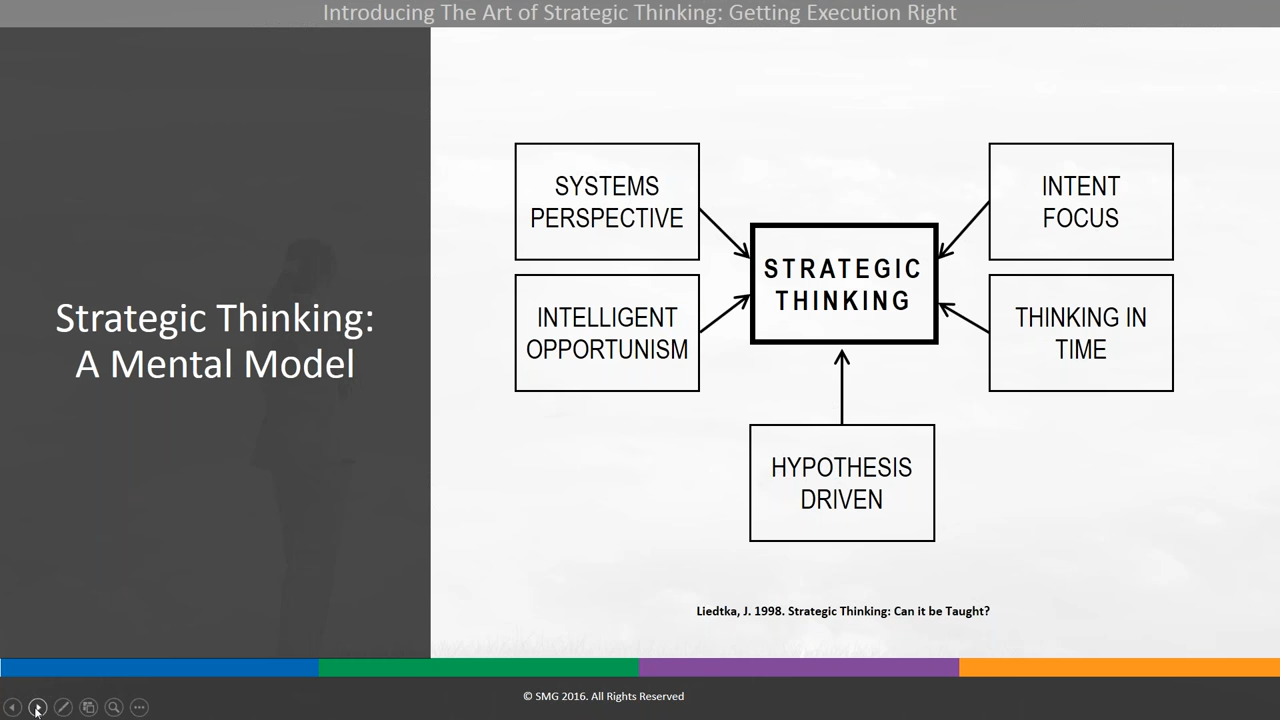 Introducing The Art of Strategic Thinking: Getting Execution Right
Strategic Thinking:
A Mental Model
SYSTEMS
PERSPECTIVE
INTELLIGENT
OPPORTUNISM
STRATEGIC
THINKING
INTENT
FOCUS
THINKING IN
TIME
HYPOTHESIS
DRIVEN
Liedtka, J. 1998. Strategic Thinking: Can it be Taught?
© SMG 2016. All Rights Reserved